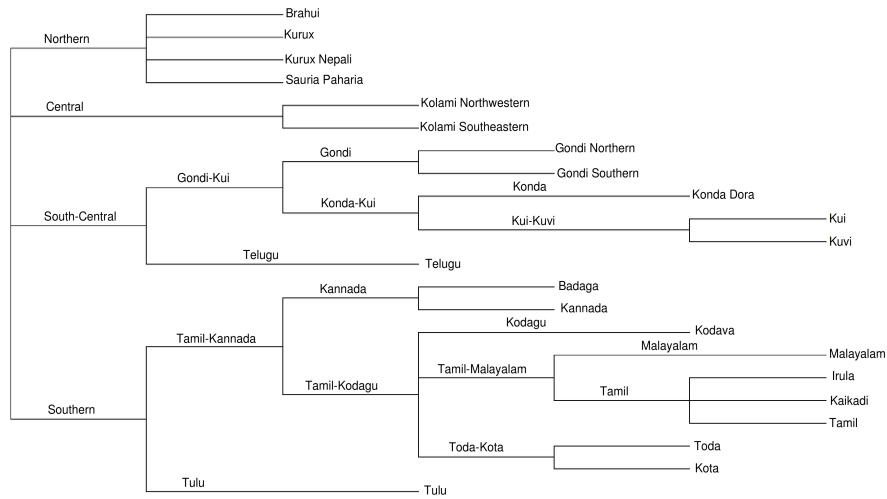 Brahui
Northern
Kurux
Kurux Nepali
Sauria Paharia
Central
Kolami Northwestern
Kolami Southeastern
Gondi
Gondi Northern
Gondi-Kui
Gondi Southern
Konda
Konda Dora
Konda-Kui
South-Central
Kui-Kuvi
Kui
Kuvi
Telugu
Telugu
Kannada
Badaga
Kannada
Tamil-Kannada
Kodagu
Kodava
Malayalam
Malayalam
Tamil-Malayalam
Irula
Tamil-Kodagu
Tamil
Kaikadi
Southern
Tamil
Toda-Kota
Toda
Kota
Tulu
Tulu